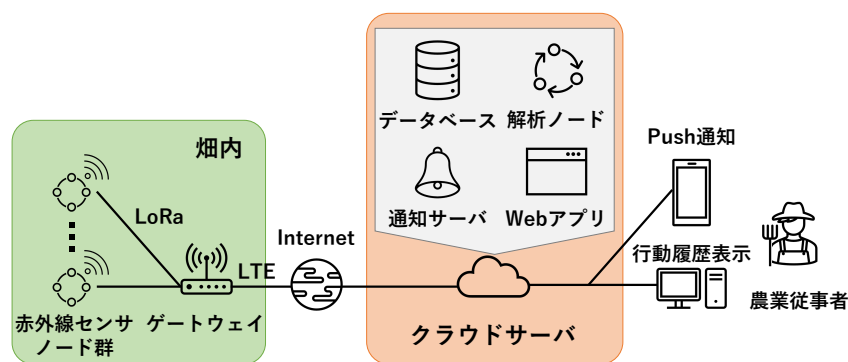 畑内
LoRa
LTE
赤外線センサ
ノード群
ゲートウェイ
Internet
データベース
解析ノード
通知サーバ
Webアプリ
クラウドサーバ
Push通知
行動履歴表示
農業従事者